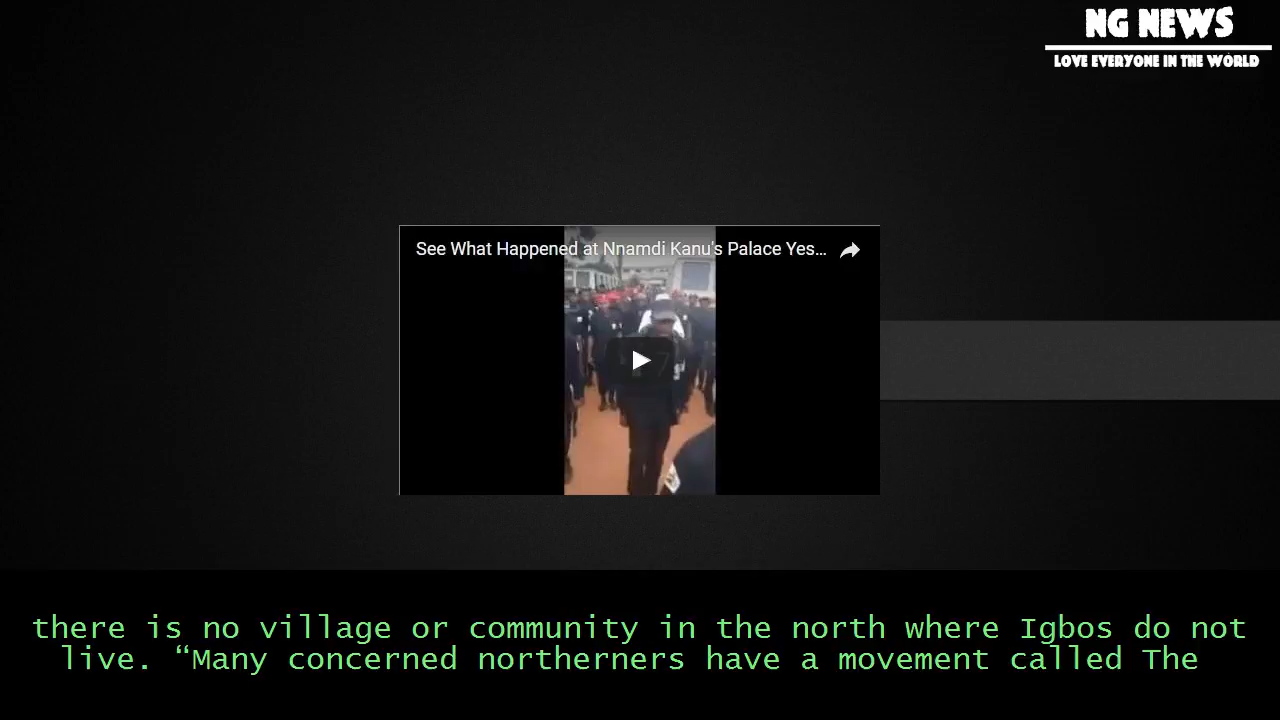 NG NEWS
LOVE EVERYONE IN THE WORLD
See What Happened at Nnamdi Kanu's Palace Yes...
there is no village or community in the north where Igbos do not
live. “Many concerned northerners have a movement called The